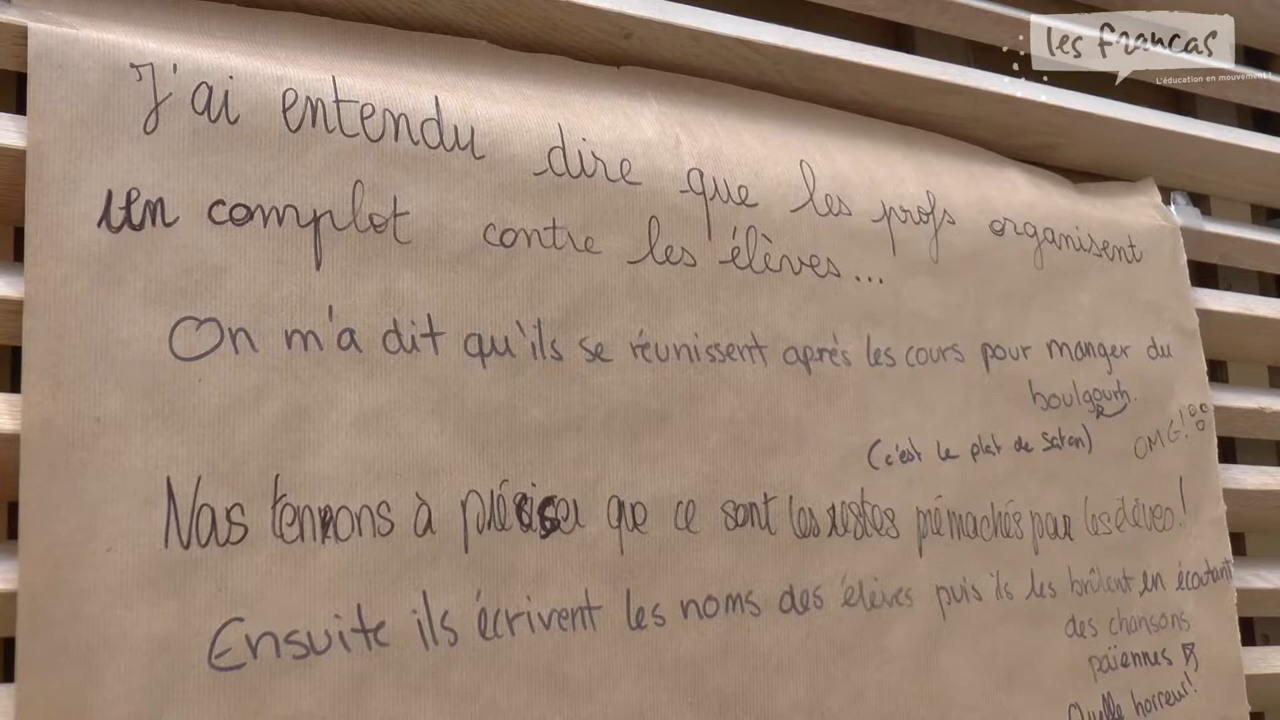 les francas
L'éducation en mouvement !
J'ai entendu dire que les profs organisent
un complot contre les élèves...
On m'a dit qu'ils se réunissent après les cours pour manger du
boulgourh.
(c'est le plat de Satan) OMG!
Nas tenons à préciser que ce sont les restes prémachés par les élèves!
Ensuite ils écrivent les noms des élèves puis ils les brûlent en écoutant
des chansons
païennes
Quelle horreur!